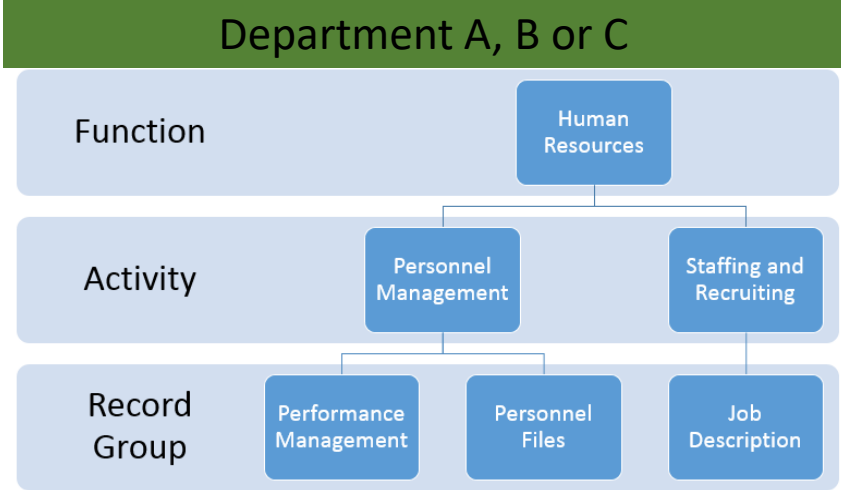 Department A, B or C
Function
Human
Resources
Activity
Personnel
Management
Staffing and
Recruiting
Record
Group
Performance
Management
Personnel
Files
Job
Description